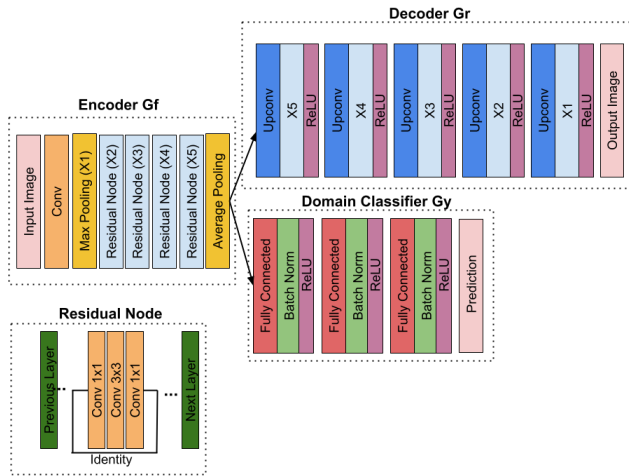 Decoder Gr
Upconv
X5
ReLU
Upconv
X4
ReLU
Upconv
X3
ReLU
Upconv
X2
ReLU
Upconv
X1
ReLU
Output Image
Encoder Gf
Input Image
Conv
Max Pooling (X1)
Residual Node (X2)
Residual Node (X3)
Residual Node (X4)
Residual Node (X5)
Average Pooling
Domain Classifier Gy
Fully Connected
Batch Norm
ReLU
Fully Connected
Batch Norm
ReLU
Fully Connected
Batch Norm
ReLU
Prediction
Residual Node
Previous Layer
...
Conv 1x1
Conv 3x3
Conv 1x1
...
Next Layer
Identity